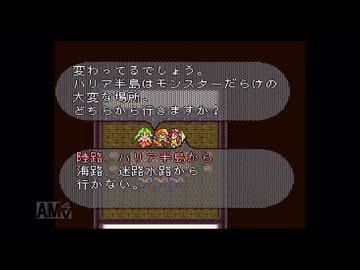 変わってるでしょう。
バリア半島はモンスターだらけの
大変な場所。
どちらから行きますか？
陸路、バリア半島から
海路、迷路水路から
行かない。